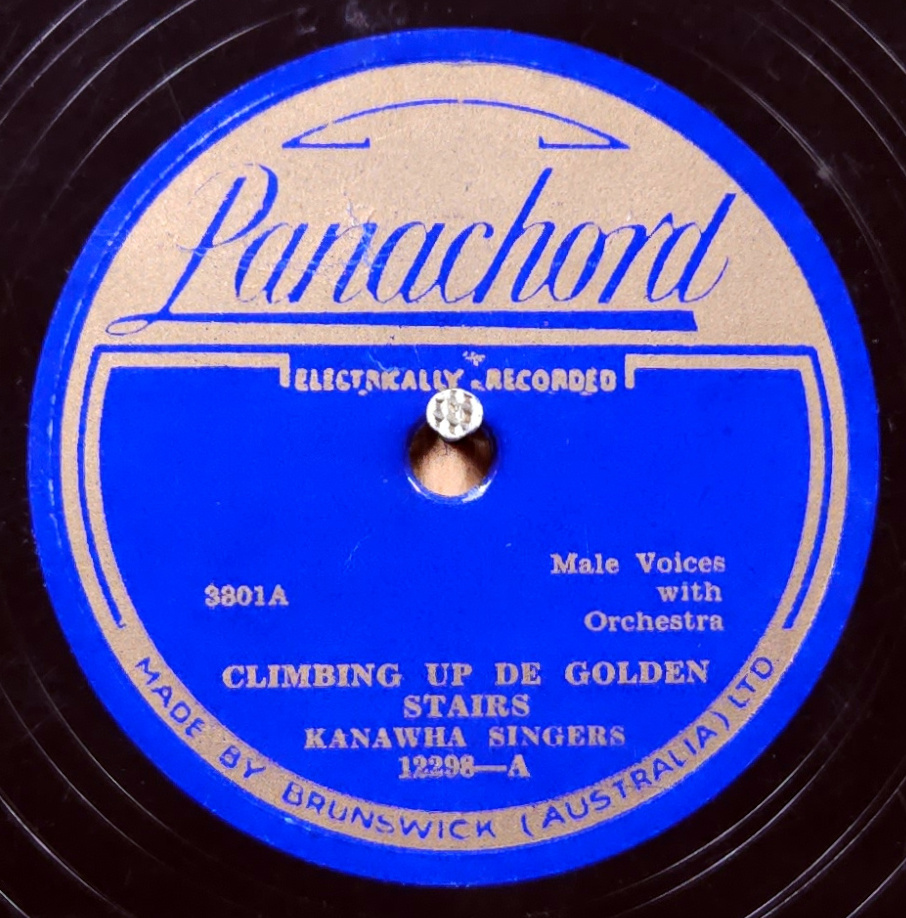 Panachord
ELECTRICALLY RECORDED
Male Voices
with
Orchestra
3801A
CLIMBING UP DE GOLDEN
STAIRS
KANAWHA SINGERS
12298—A
MADE BY BRUNSWICK (AUSTRALIA) LTD